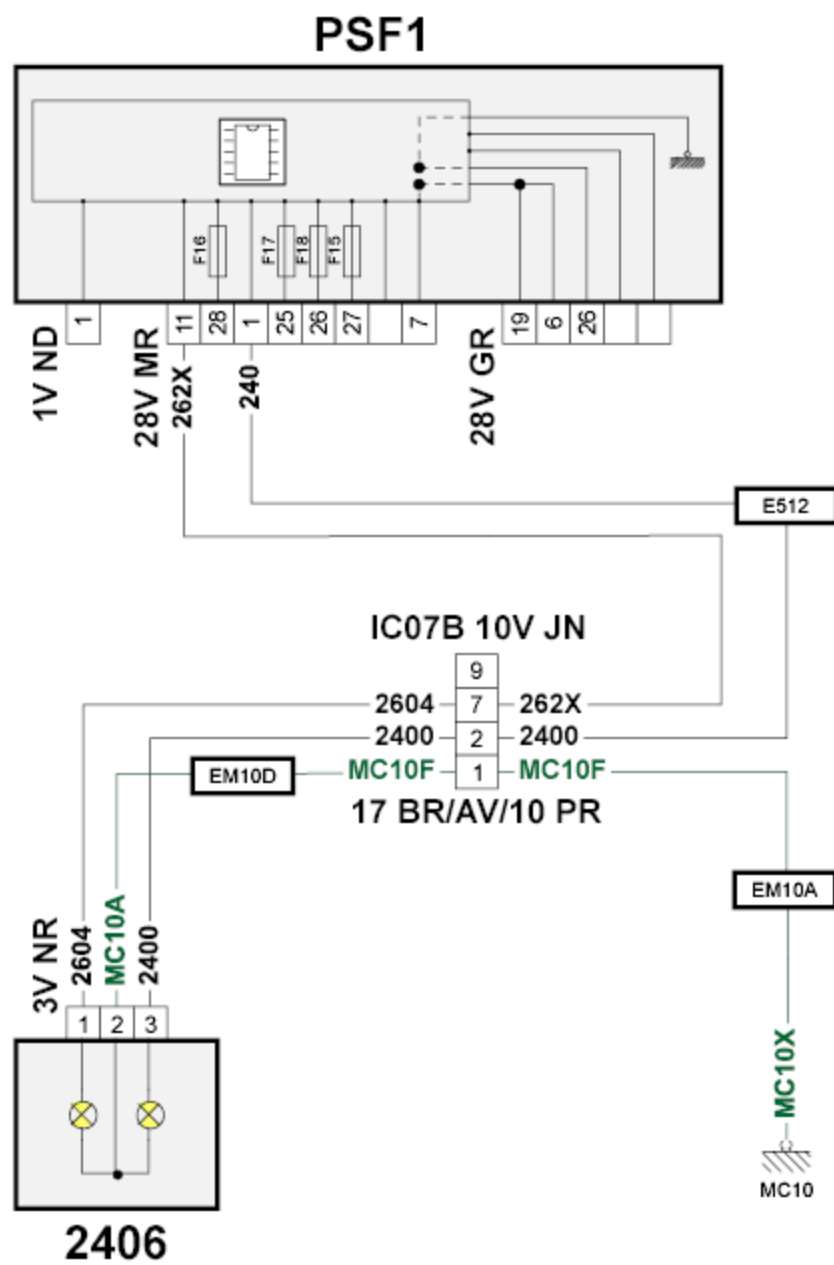 PSF1
F16
F17
F18
F15
1
11
28
1
25
26
27
7
19
6
26
1V ND
28V MR
262X
240
28V GR
E512
IC07B 10V JN
9
2604 7 262X
2400 2 2400
EM10D MC10F 1 MC10F
17 BR/AV/10 PR
EM10A
3V NR
2604
MC10A
2400
1 2 3
MC10X
MC10
2406